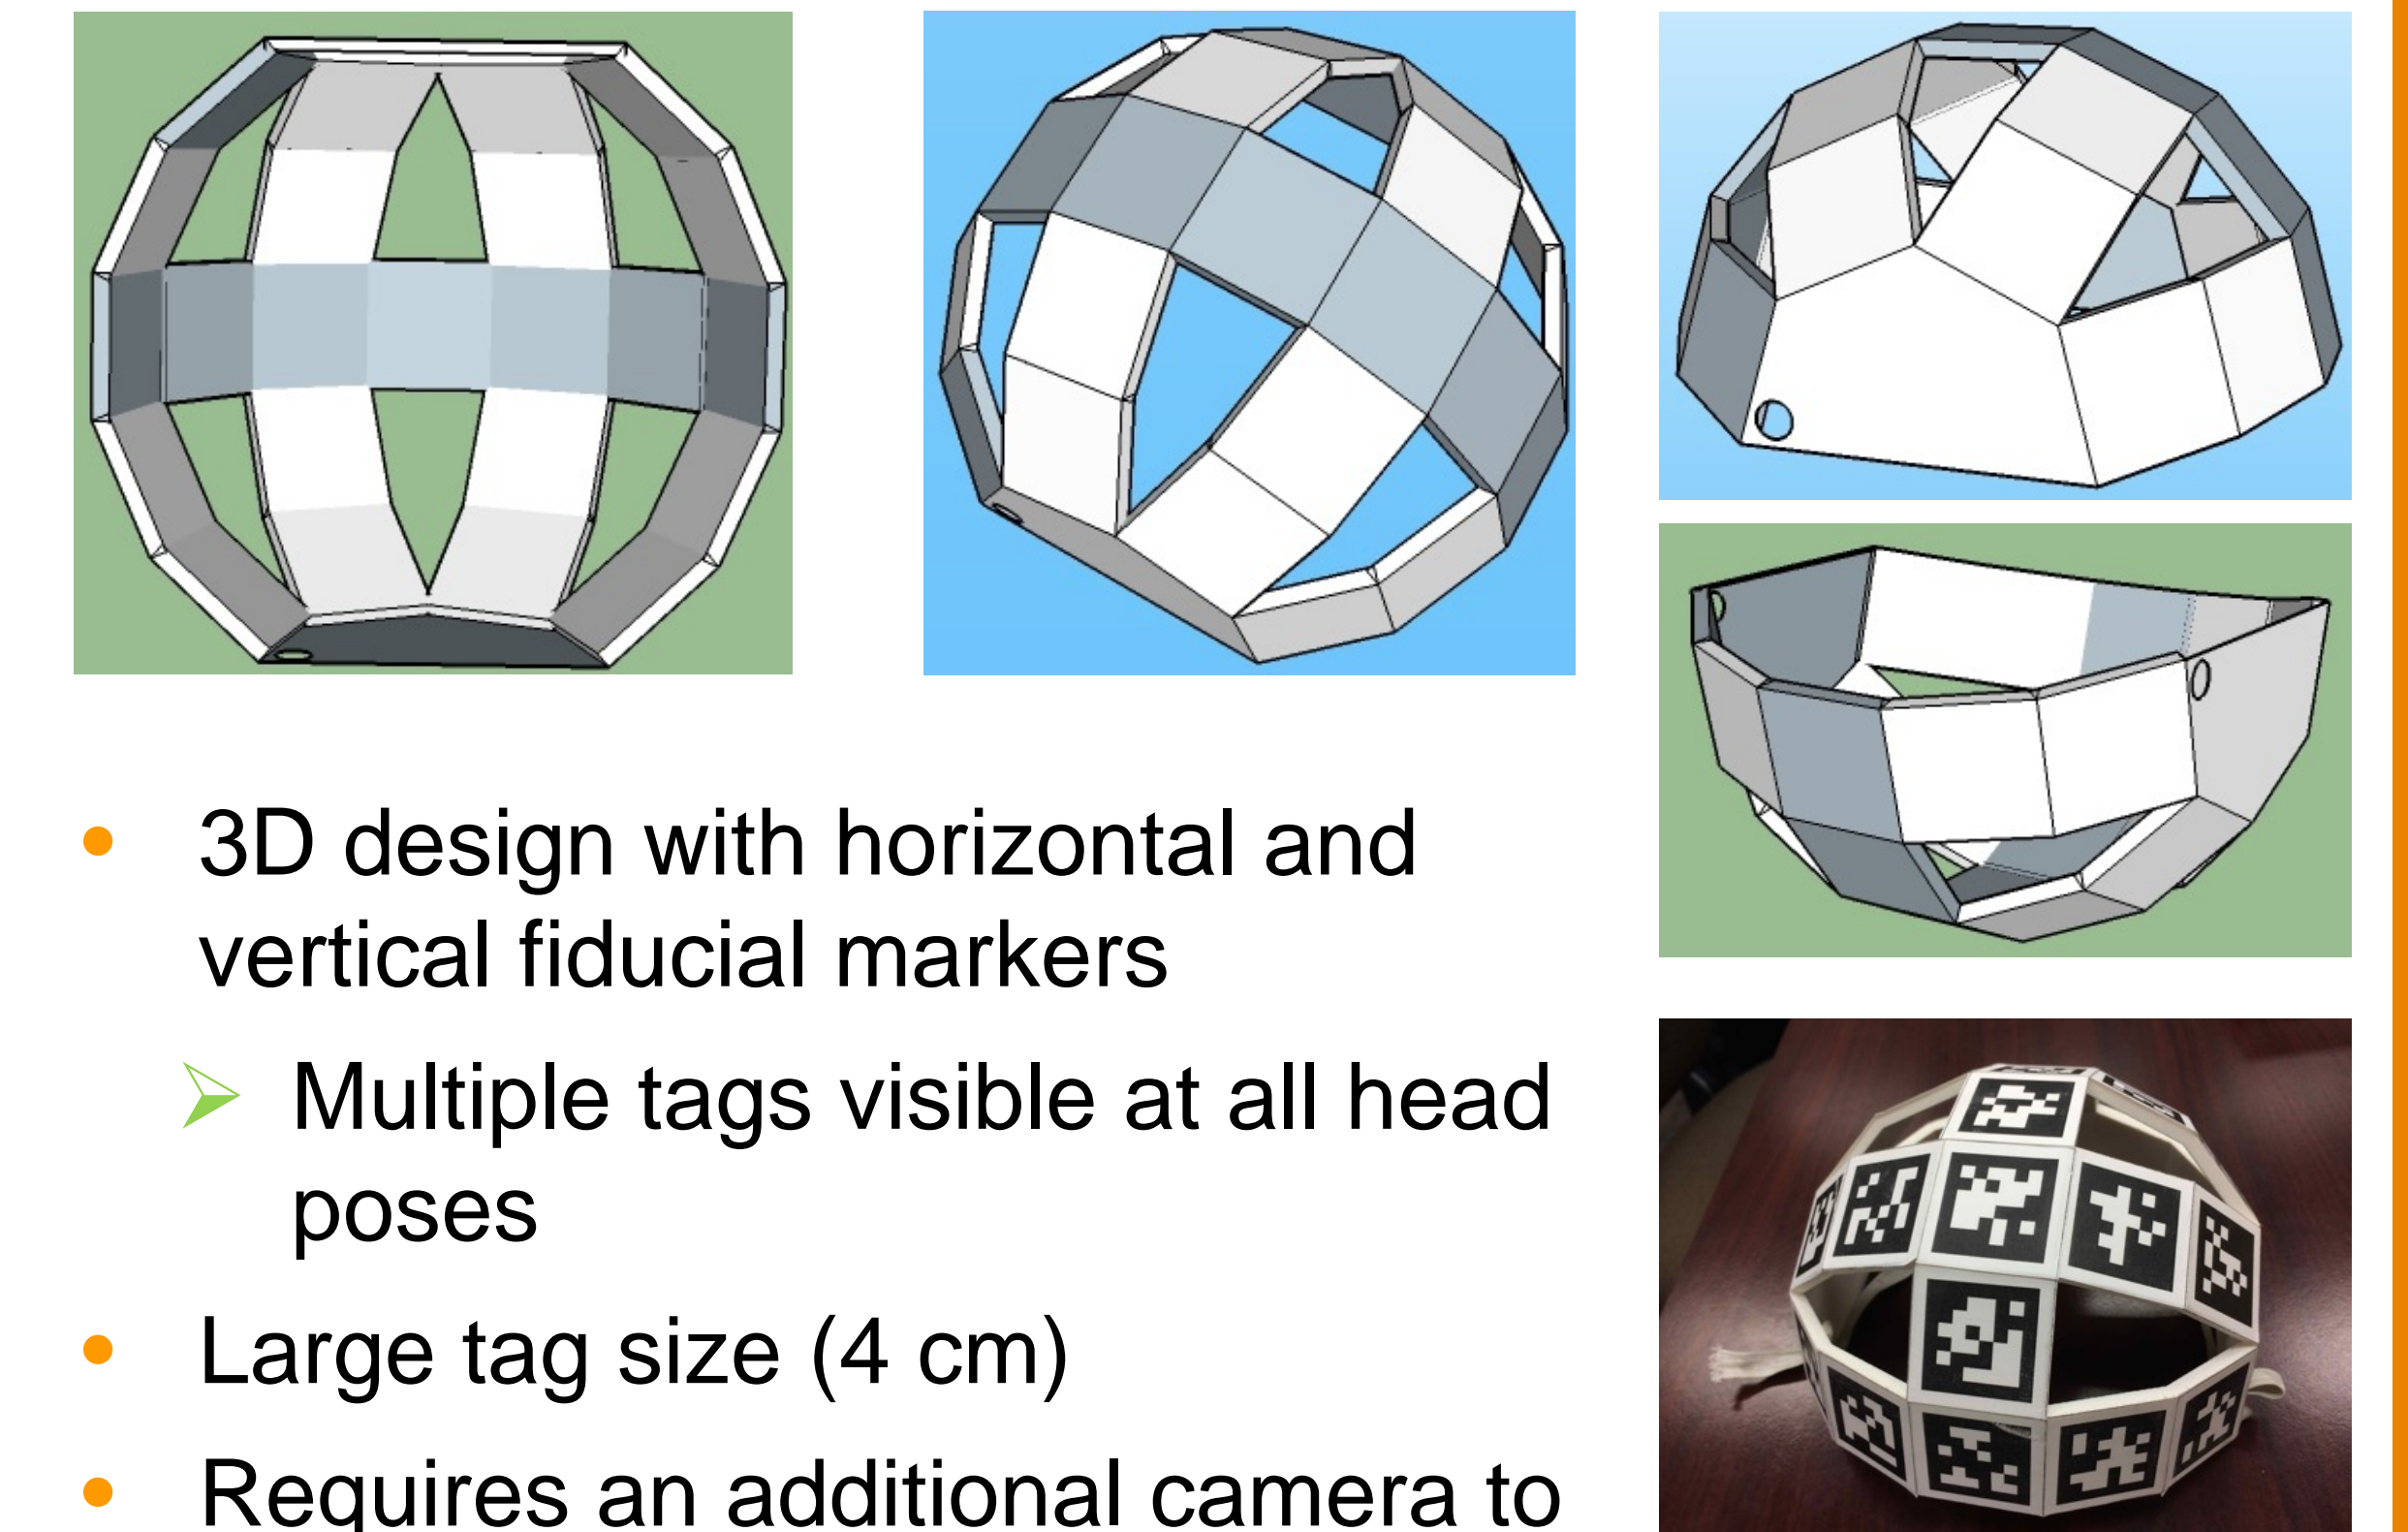 3D design with horizontal and
vertical fiducial markers
Multiple tags visible at all head
poses
Large tag size (4 cm)
Requires an additional camera to